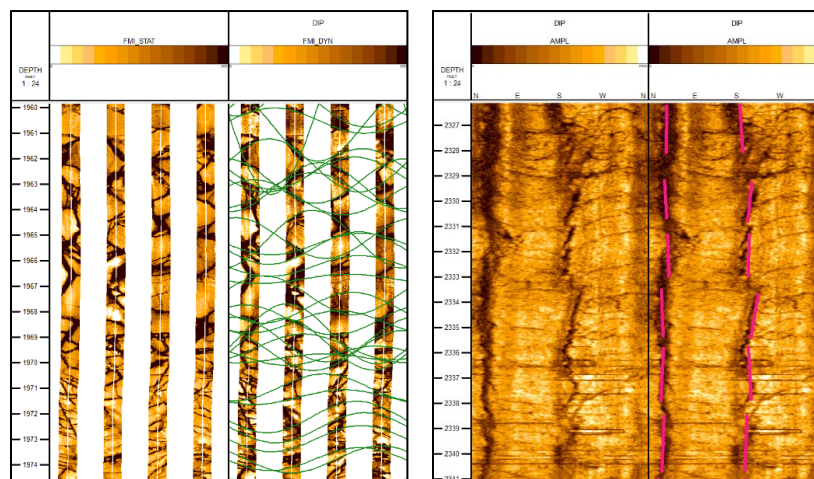 DIP
FMI_STAT FMI_DYN
DEPTH
FEET
1 : 24
1960
1961
1962
1963
1964
1965
1966
1967
1968
1969
1970
1971
1972
1973
1974
DIP DIP
AMPL AMPL
DEPTH
FEET
1 : 24
N E S W N N E S W
2327
2328
2329
2331
2332
2333
2334
2335
2336
2337
2338
2340
2341